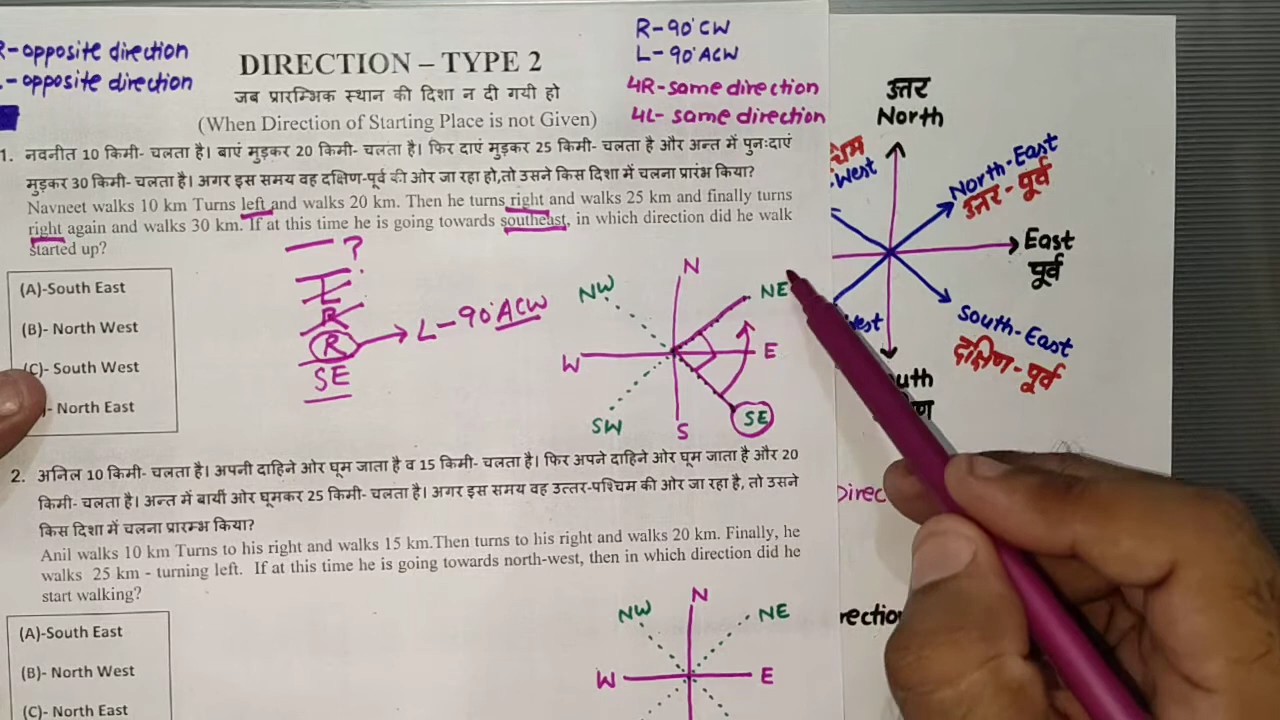 R-opposite direction
-opposite direction
DIRECTION – TYPE 2
जब प्रारम्भिक स्थान की दिशा न दी गयी हो
(When Direction of Starting Place is not Given)
R-90°CW
L-90°ACW
4R-same direction
4L- same direction
1. नवनीत 10 किमी- चलता है। बाएं मुड़कर 20 किमी- चलता है। फिर दाएं मुड़कर 25 किमी- चलता है और अन्त में पुनःदाएं
मुड़कर 30 किमी- चलता है। अगर इस समय वह दक्षिण-पूर्व की ओर जा रहा हो,तो उसने किस दिशा में चलना प्रारंभ किया?
Navneet walks 10 km Turns left and walks 20 km. Then he turns right and walks 25 km and finally turns
right again and walks 30 km. If at this time he is going towards southeast, in which direction did he walk
started up?
(A)-South East
(B)- North West
(C)- South West
- North East
?
L
R
R
SE
L-90°ACW
N
NE
E
SE
S
SW
W
NW
2. अनिल 10 किमी- चलता है। अपनी दाहिने ओर घूम जाता है व 15 किमी- चलता है। फिर अपने दाहिने ओर घूम जाता है और 20
किमी- चलता है। अन्त में बायीं ओर घूमकर 25 किमी- चलता है। अगर इस समय वह उत्तर-पश्चिम की ओर जा रहा है, तो उसने
किस दिशा में चलना प्रारम्भ किया?
Anil walks 10 km Turns to his right and walks 15 km.Then turns to his right and walks 20 km. Finally, he
walks 25 km - turning left. If at this time he is going towards north-west, then in which direction did he
start walking?
(A)-South East
(B)- North West
(C)- North East
N
NW
NE
W
E
उत्तर
North
North-East
उत्तर-पूर्व
East
पूर्व
South-East
दक्षिण-पूर्व